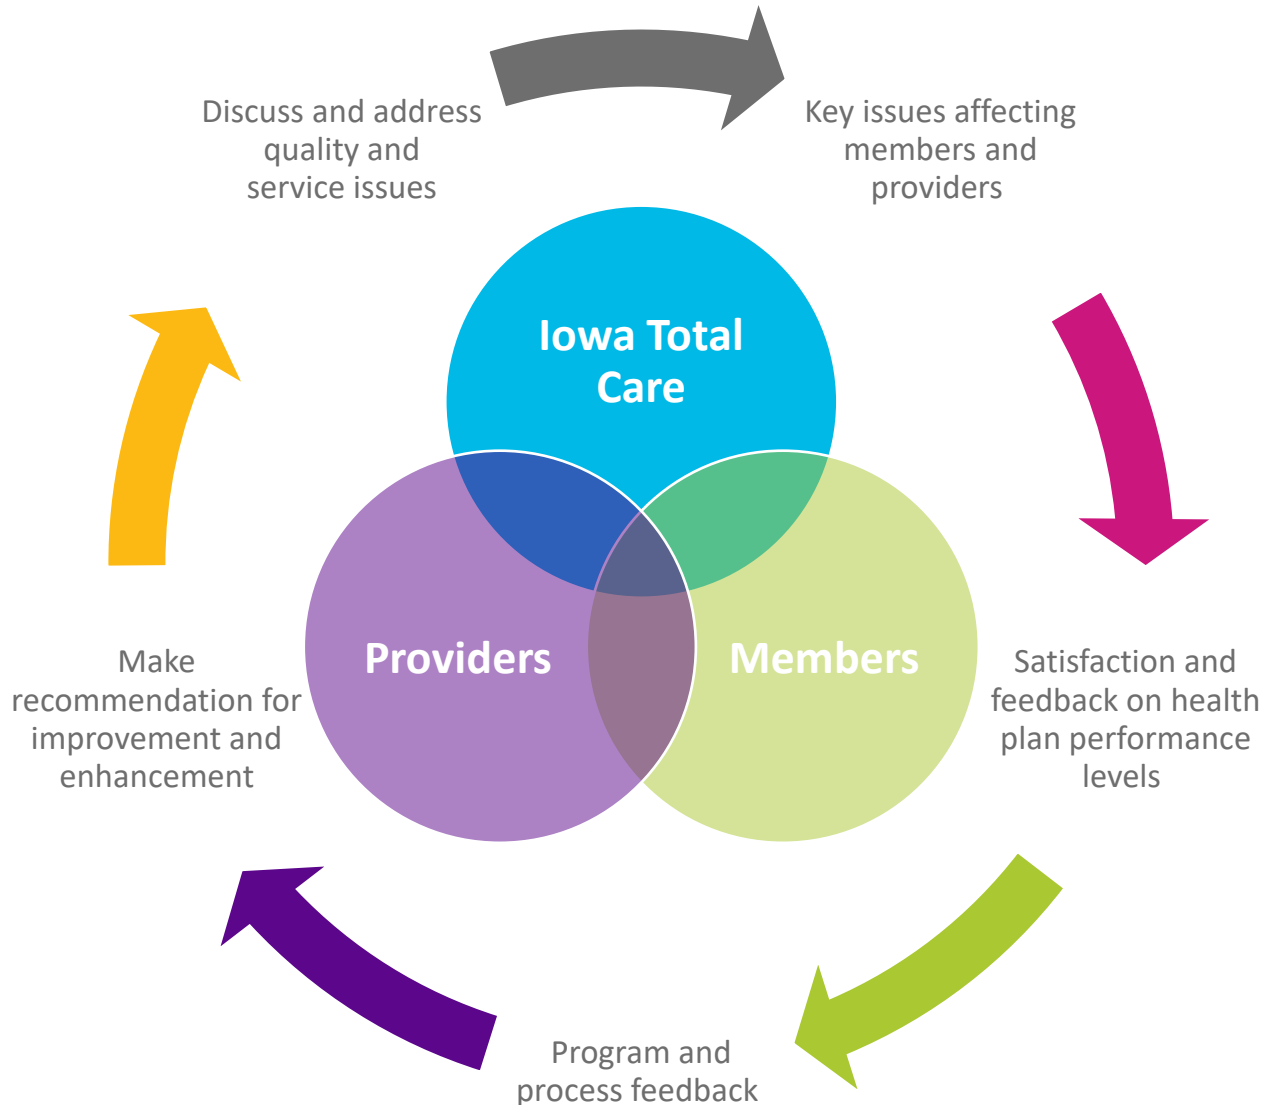 Discuss and address
quality and
service issues
Key issues affecting
members and
providers
Iowa Total
Care
Providers
Members
Make
recommendation for
improvement and
enhancement
Satisfaction and
feedback on health
plan performance
levels
Program and
process feedback